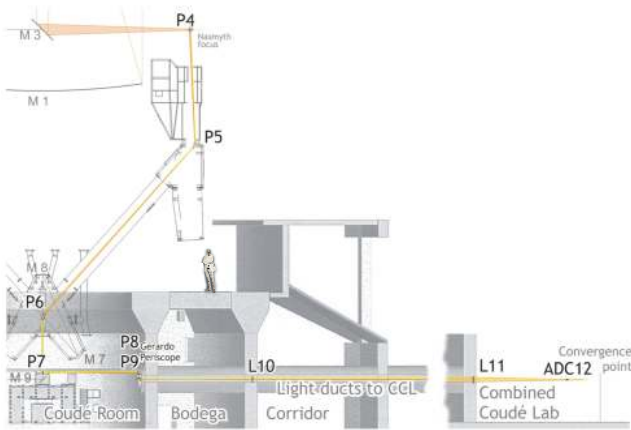 P4
M 3
Nasmyth
focus
M 1
P5
M 8
P6
P8
Gerardo
Periscope
P7
M 7
P9
L10
L11
ADC12
Convergence
point
M 9
Light ducts to CCL
Combined
Coudé Lab
Coudé Room
Bodega
Corridor